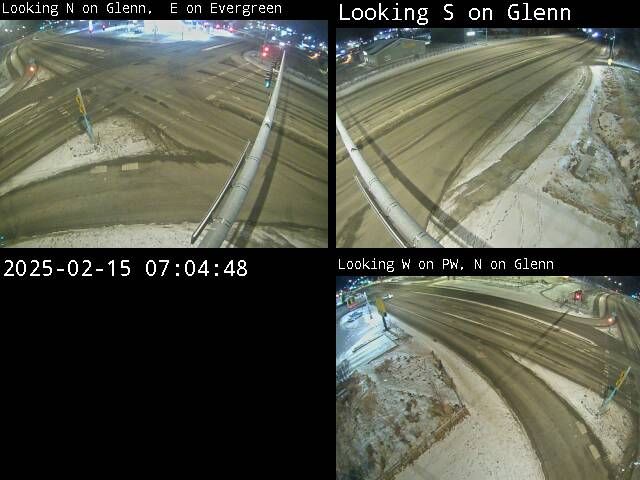 Looking N on Glenn,  E on Evergreen
Looking S on Glenn
2025-02-15 07:04:48
Looking W on PW, N on Glenn